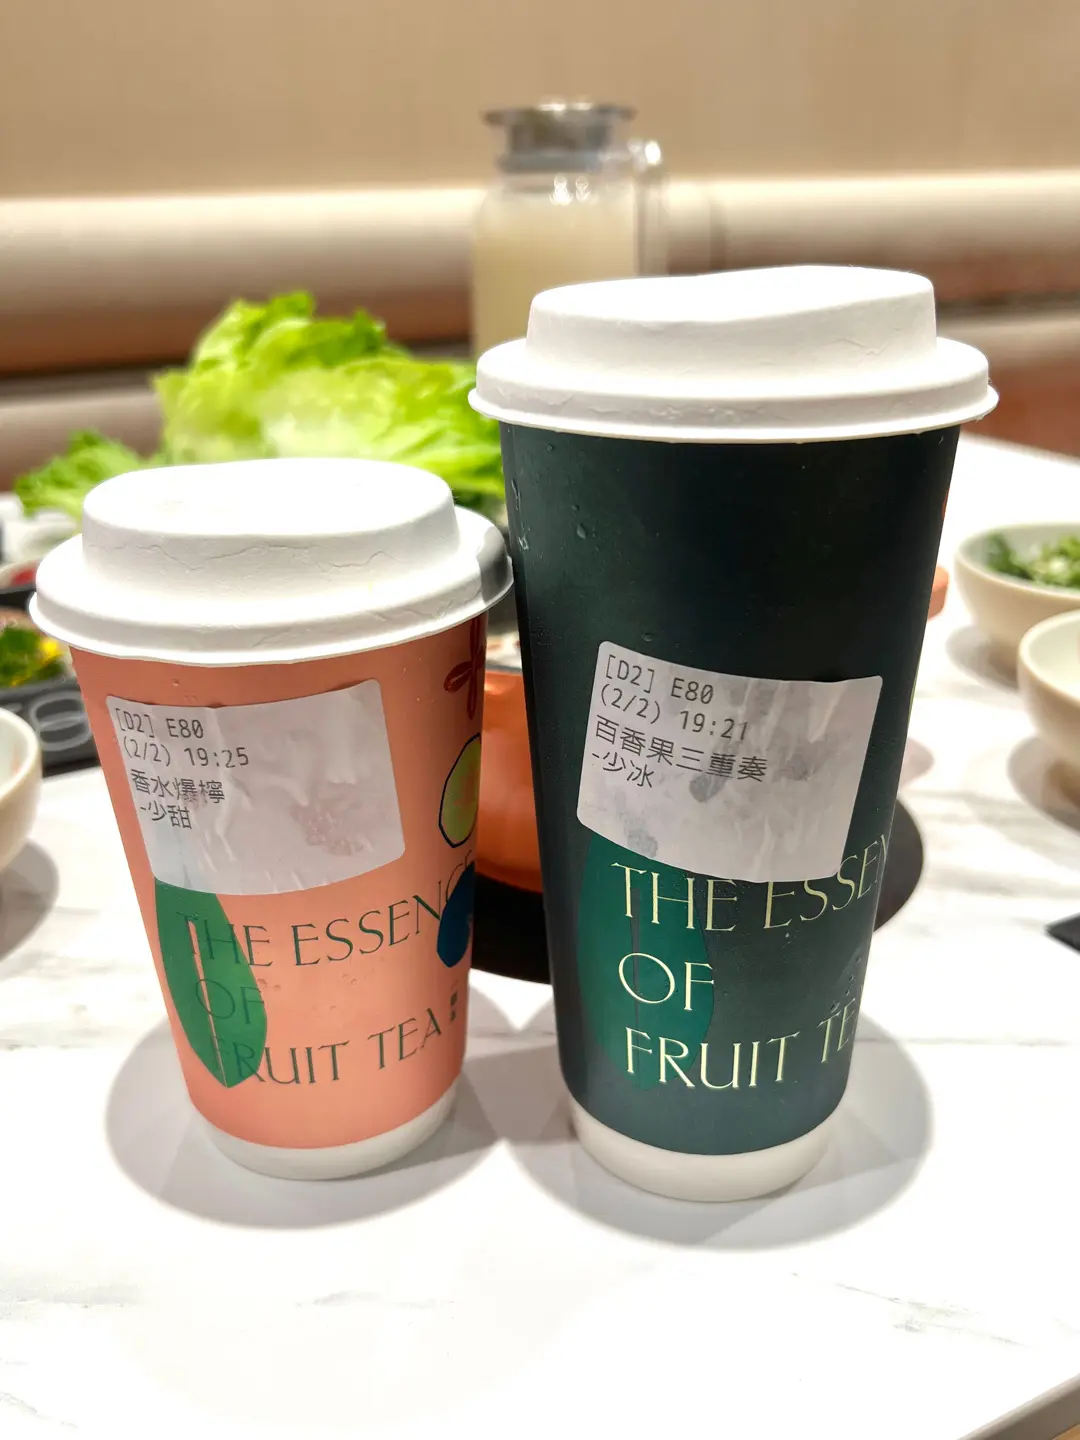 [D2] E80
(2/2) 19:25
香水爆檸
-少甜
THE ESSENCE
OF
FRUIT TEA
[D2] E80
(2/2) 19:21
百香果三重奏
-少冰
THE ESSEN
OF
FRUIT TE